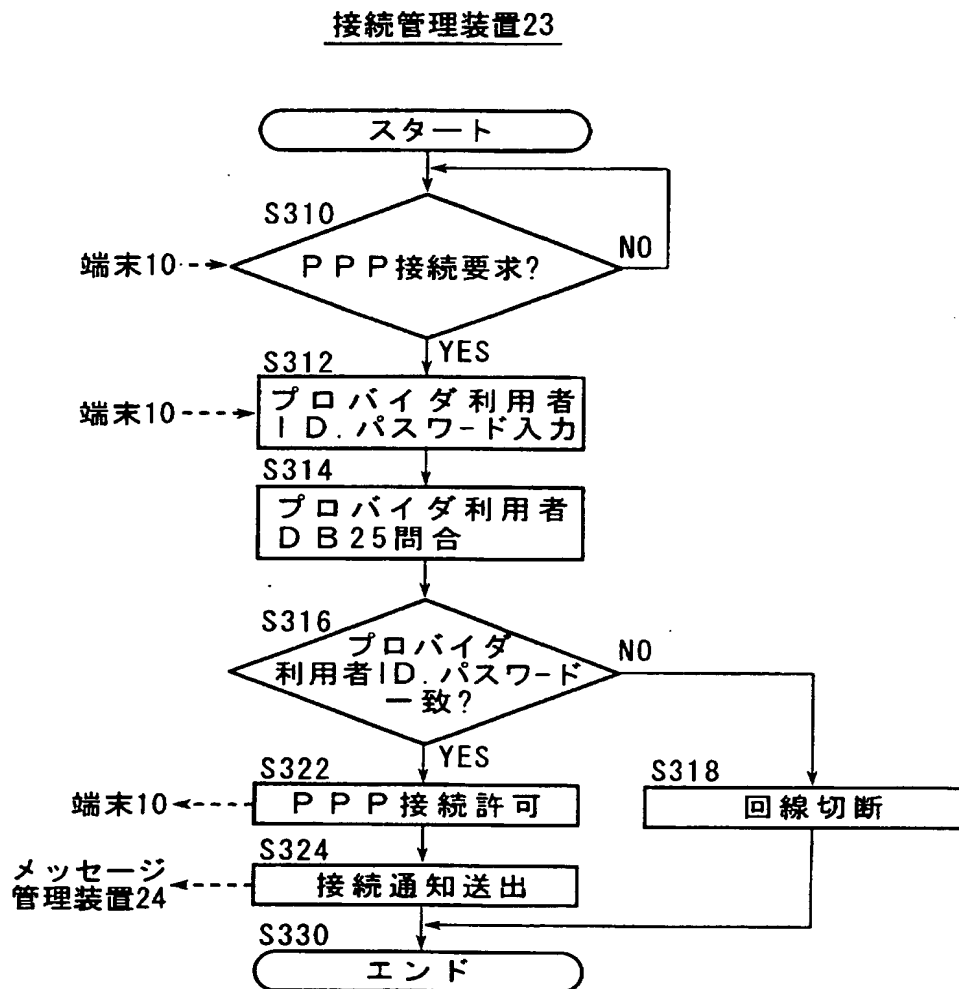 接続管理装置23
スタート
S310
端末10
PPP接続要求?
NO
YES
S312
端末10
プロバイダ利用者
ID.パスワード入力
S314
プロバイダ利用者
DB25問合
S316
プロバイダ
利用者ID.パスワード
一致?
NO
YES
S322
端末10
PPP接続許可
S318
回線切断
S324
メッセージ
管理装置24
接続通知送出
S330
エンド